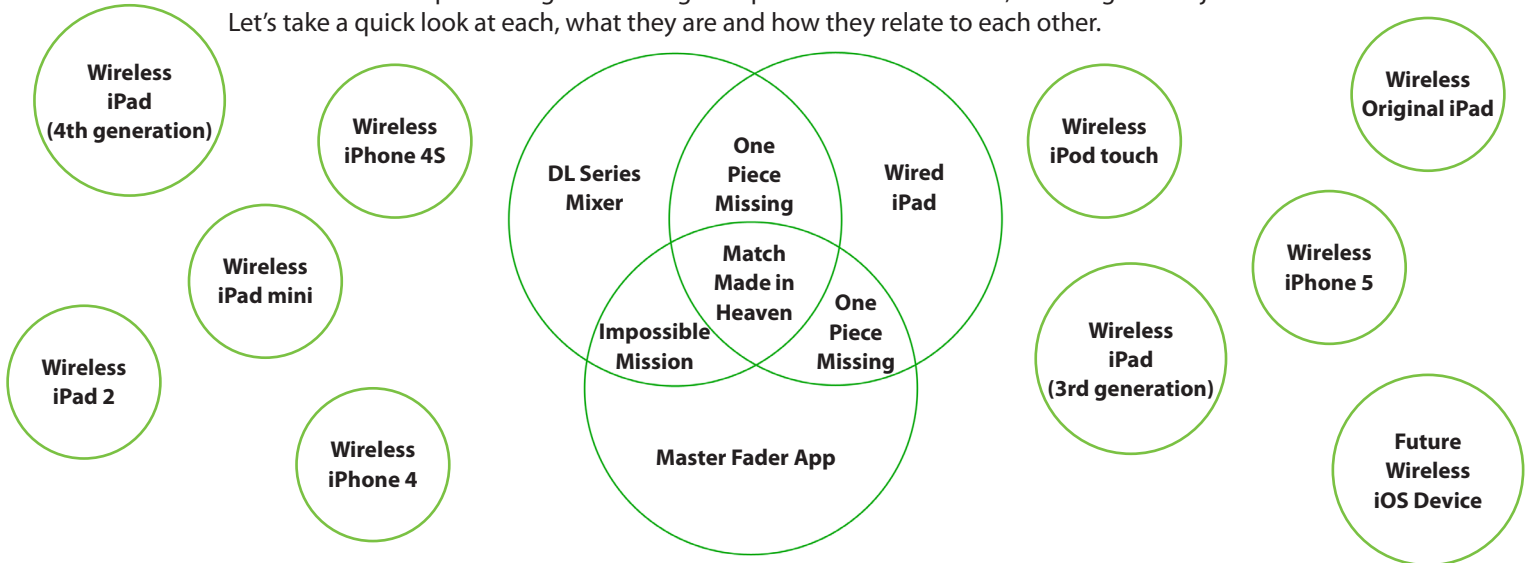 Let's take a quick look at each, what they are and how they relate to each other.
Wireless
iPad
(4th generation)
Wireless
iPhone 4S
Wireless
iPad mini
Wireless
iPad 2
Wireless
iPhone 4
DL Series
Mixer
One
Piece
Missing
Wired
iPad
Match
Made in
Heaven
Impossible
Mission
One
Piece
Missing
Master Fader App
Wireless
iPod touch
Wireless
Original iPad
Wireless
iPhone 5
Wireless
iPad
(3rd generation)
Future
Wireless
iOS Device